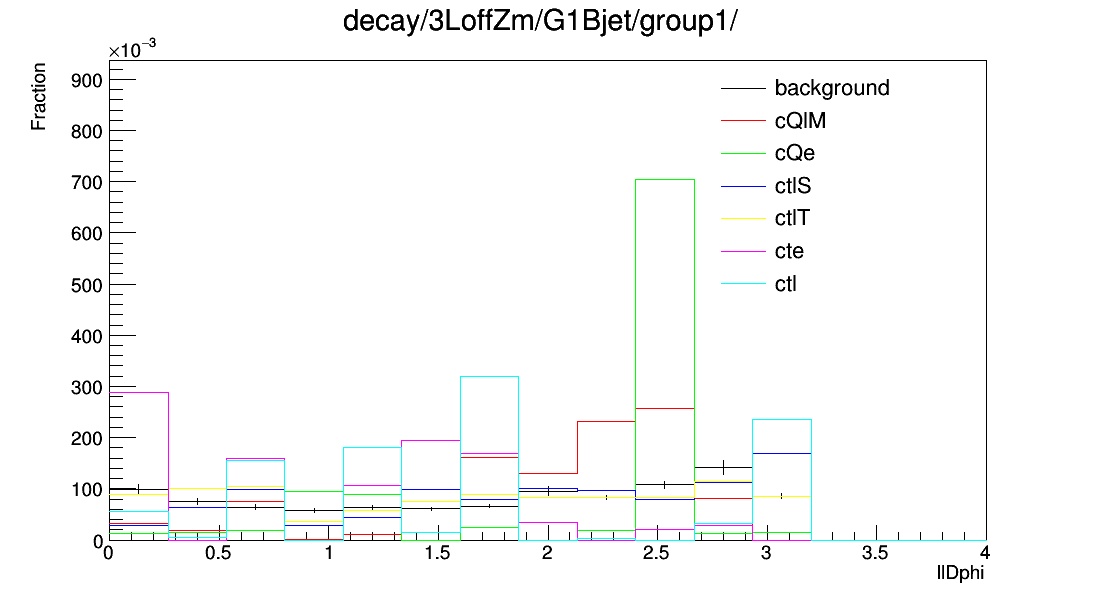 decay/3LoffZm/G1Bjet/group1/
×10⁻³
Fraction
900
800
700
600
500
400
300
200
100
0
background
cQlM
cQe
ctlS
ctlT
cte
ctl
0 0.5 1 1.5 2 2.5 3 3.5 4
llDphi